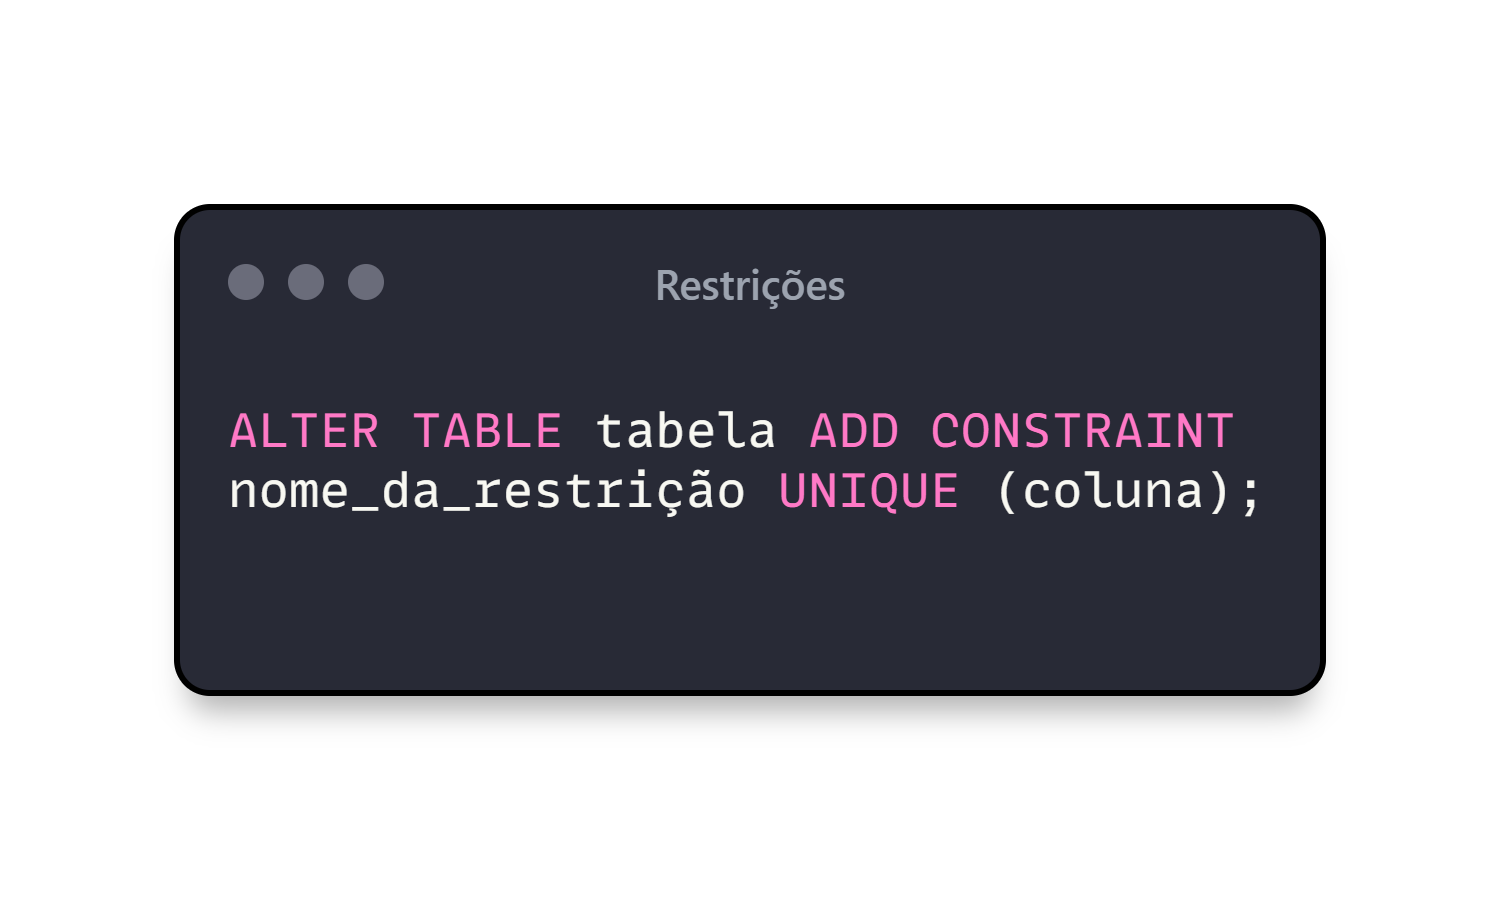 Restrições
ALTER TABLE tabela ADD CONSTRAINT
nome_da_restrição UNIQUE (coluna);